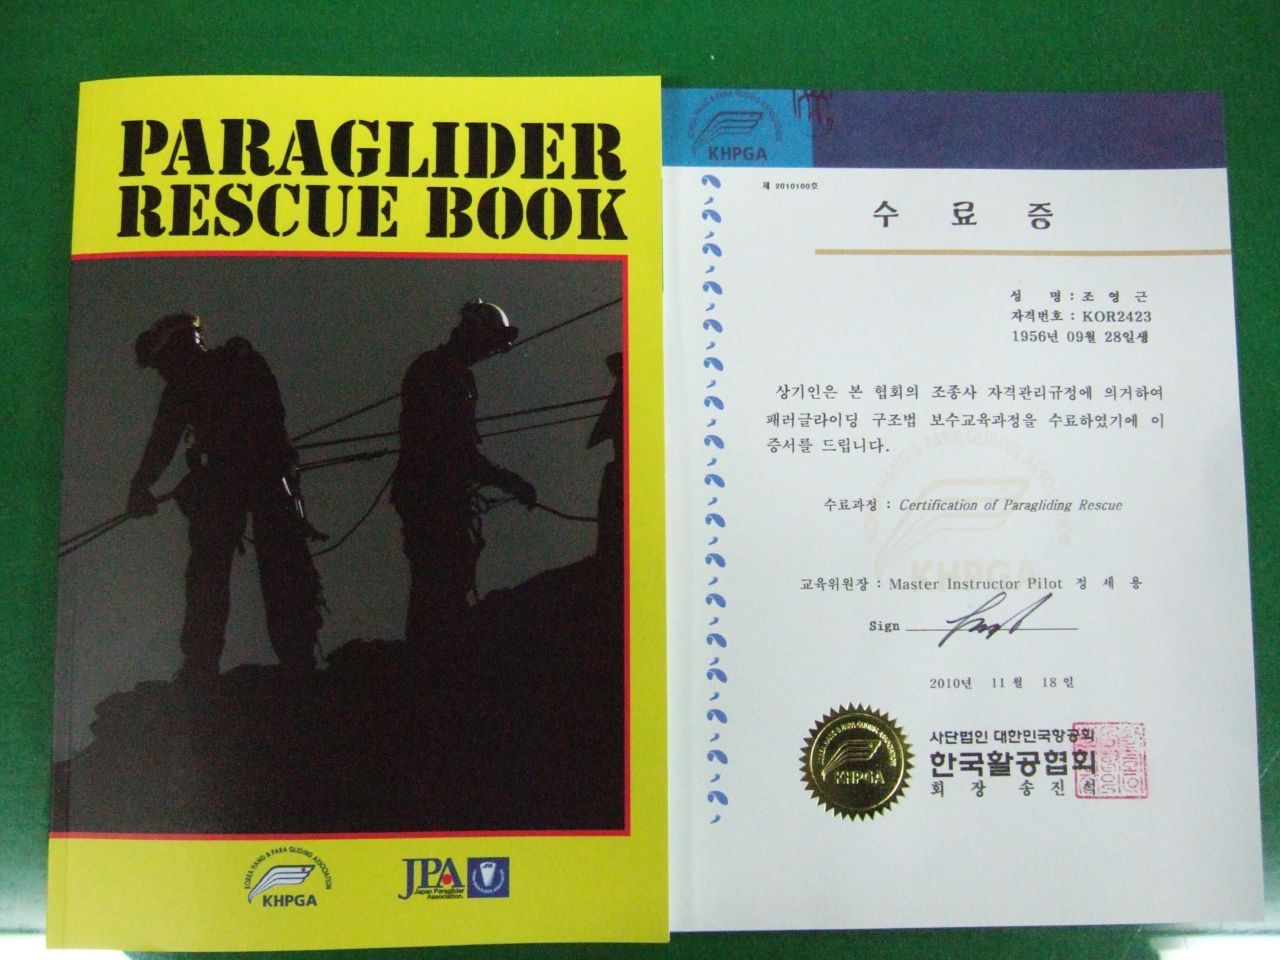 PARAGLIDER
RESCUE BOOK
KOREA HANG & PARA GLIDING ASSOCIATION
KHPGA
JPA
Japan Paraglider
Association.
KHPGA
제 2010100호
수 료 증
성 명 : 조 영 근
자격번호 : KOR2423
1956년 09월 28일생
상기인은 본 협회의 조종사 자격관리규정에 의거하여
패러글라이딩 구조법 보수교육과정을 수료하였기에 이
증서를 드립니다.
수료과정 : Certification of Paragliding Rescue
교육위원장 : Master Instructor Pilot 정 세 용
Sign
2010년 11월 18일
사단법인 대한민국항공회
한국활공협회
회 장 송 진 석
KHPGA
KHPGA